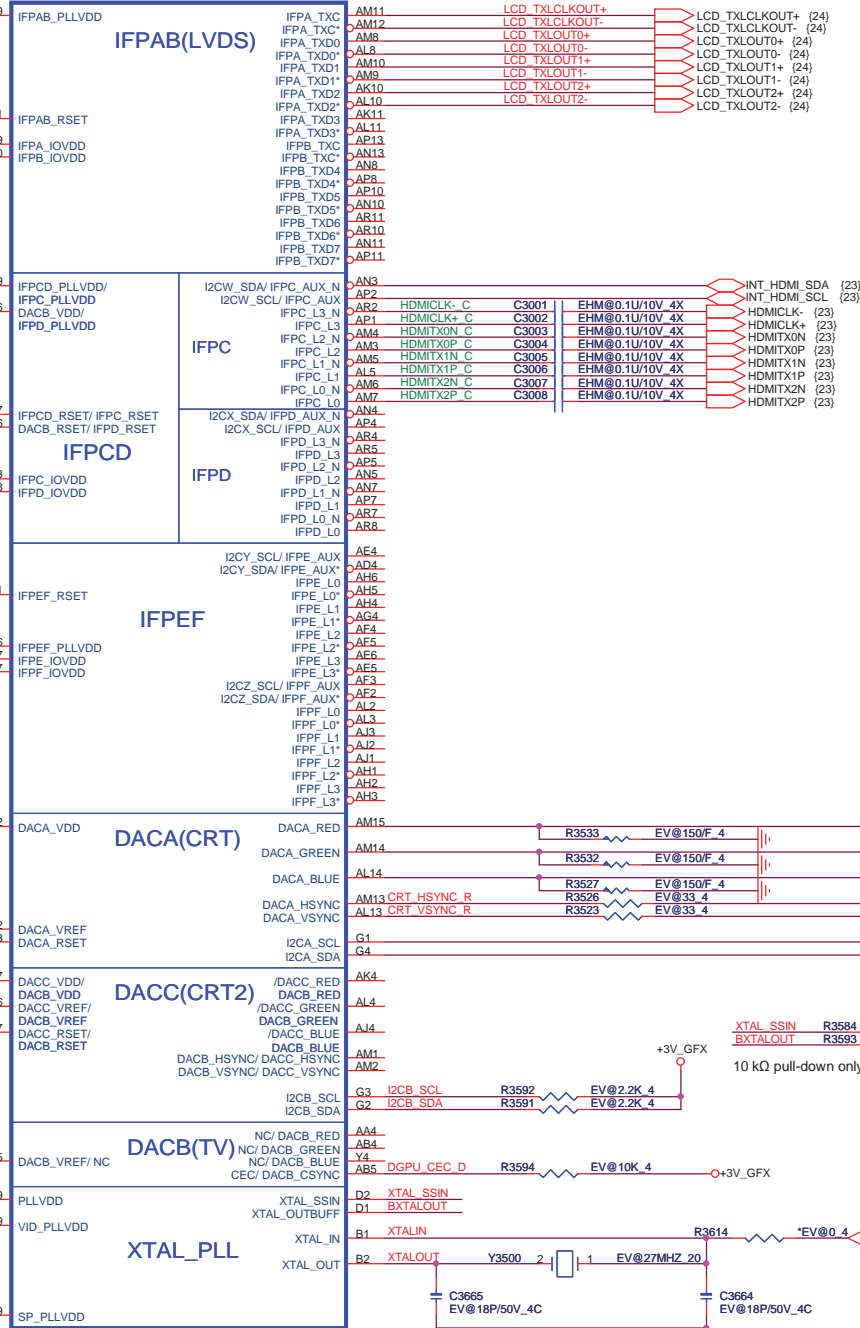 IFPAB_PLLVDD
IFPAB(LVDS)
IFPAB_RSET
IFPA_IOVDD
IFPB_IOVDD
IFPA_TXC AM11 LCD_TXLCLKOUT+ LCD_TXLCLKOUT+ {24}
IFPA_TXC* AM12 LCD_TXLCLKOUT- LCD_TXLCLKOUT- {24}
IFPA_TXD0 AM8 LCD_TXLOUT0+ LCD_TXLOUT0+ {24}
IFPA_TXD0* AL8 LCD_TXLOUT0- LCD_TXLOUT0- {24}
IFPA_TXD1 AM10 LCD_TXLOUT1+ LCD_TXLOUT1+ {24}
IFPA_TXD1* AM9 LCD_TXLOUT1- LCD_TXLOUT1- {24}
IFPA_TXD2 AK10 LCD_TXLOUT2+ LCD_TXLOUT2+ {24}
IFPA_TXD2* AL10 LCD_TXLOUT2- LCD_TXLOUT2- {24}
IFPA_TXD3 AK11
IFPA_TXD3* AL11
IFPB_TXC AP13
IFPB_TXC* AN13
IFPB_TXD4 AN8
IFPB_TXD4* AP8
IFPB_TXD5 AP10
IFPB_TXD5* AN10
IFPB_TXD6 AR11
IFPB_TXD6* AR10
IFPB_TXD7 AN11
IFPB_TXD7* AP11
IFPCD_PLLVDD/
IFPC_PLLVDD
DACB_VDD/
IFPD_PLLVDD
IFPCD_RSET/ IFPC_RSET
DACB_RSET/ IFPD_RSET
IFPCD
IFPC_IOVDD
IFPD_IOVDD
IFPC
I2CW_SDA/ IFPC_AUX_N AN3 INT_HDMI_SDA {23}
I2CW_SCL/ IFPC_AUX AP2 INT_HDMI_SCL {23}
IFPC_L3_N AR2 HDMICLK-_C C3001 EHM@0.1U/10V_4X HDMICLK- {23}
IFPC_L3 AP1 HDMICLK+_C C3002 EHM@0.1U/10V_4X HDMICLK+ {23}
IFPC_L2_N AM4 HDMITX0N_C C3003 EHM@0.1U/10V_4X HDMITX0N {23}
IFPC_L2 AM3 HDMITX0P_C C3004 EHM@0.1U/10V_4X HDMITX0P {23}
IFPC_L1_N AM5 HDMITX1N_C C3005 EHM@0.1U/10V_4X HDMITX1N {23}
IFPC_L1 AL5 HDMITX1P_C C3006 EHM@0.1U/10V_4X HDMITX1P {23}
IFPC_L0_N AM6 HDMITX2N_C C3007 EHM@0.1U/10V_4X HDMITX2N {23}
IFPC_L0 AM7 HDMITX2P_C C3008 EHM@0.1U/10V_4X HDMITX2P {23}
IFPD
I2CX_SDA/ IFPD_AUX_N AN4
I2CX_SCL/ IFPD_AUX AP4
IFPD_L3_N AR4
IFPD_L3 AR5
IFPD_L2_N AP5
IFPD_L2 AN5
IFPD_L1_N AN7
IFPD_L1 AP7
IFPD_L0_N AR7
IFPD_L0 AR8
IFPEF_RSET
IFPEF
IFPEF_PLLVDD
IFPE_IOVDD
IFPF_IOVDD
I2CY_SCL/ IFPE_AUX AE4
I2CY_SDA/ IFPE_AUX* AD4
IFPE_L0 AH6
IFPE_L0* AH5
IFPE_L1 AH4
IFPE_L1* AG4
IFPE_L2 AF4
IFPE_L2* AF5
IFPE_L3 AE6
IFPE_L3* AE5
I2CZ_SCL/ IFPF_AUX AF3
I2CZ_SDA/ IFPF_AUX* AF2
IFPF_L0 AL2
IFPF_L0* AL3
IFPF_L1 AJ3
IFPF_L1* AJ2
IFPF_L2 AJ1
IFPF_L2* AH1
IFPF_L3 AH2
IFPF_L3* AH3
DACA_VDD
DACA(CRT)
DACA_VREF
DACA_RSET
DACA_RED AM15 R3533 EV@150/F_4
DACA_GREEN AM14 R3532 EV@150/F_4
DACA_BLUE AL14 R3527 EV@150/F_4
DACA_HSYNC AM13 CRT_HSYNC_R R3526 EV@33_4
DACA_VSYNC AL13 CRT_VSYNC_R R3523 EV@33_4
I2CA_SCL G1
I2CA_SDA G4
DACC_VDD/
DACB_VDD
DACC_VREF/
DACB_VREF
DACC_RSET/
DACB_RSET
DACC(CRT2)
/DACC_RED AK4
DACB_RED
/DACC_GREEN AL4
DACB_GREEN
/DACC_BLUE AJ4
DACB_BLUE
DACB_HSYNC/ DACC_HSYNC AM1
DACB_VSYNC/ DACC_VSYNC AM2
I2CB_SCL G3 I2CB_SCL R3592 EV@2.2K_4
I2CB_SDA G2 I2CB_SDA R3591 EV@2.2K_4
+3V_GFX
XTAL_SSIN R3584
BXTALOUT R3593
10 kΩ pull-down only
DACB_VREF/ NC
DACB(TV)
NC/ DACB_RED AA4
NC/ DACB_GREEN AB4
NC/ DACB_BLUE Y4
CEC/ DACB_CSYNC AB5 DGPU_CEC_D R3594 EV@10K_4 +3V_GFX
PLLVDD
VID_PLLVDD
XTAL_PLL
SP_PLLVDD
XTAL_SSIN D2 XTAL_SSIN
XTAL_OUTBUFF D1 BXTALOUT
XTAL_IN B1 XTALIN R3614 *EV@0_4
XTAL_OUT B2 XTALOUT Y3500 2 1 EV@27MHZ_20
C3665
EV@18P/50V_4C
C3664
EV@18P/50V_4C